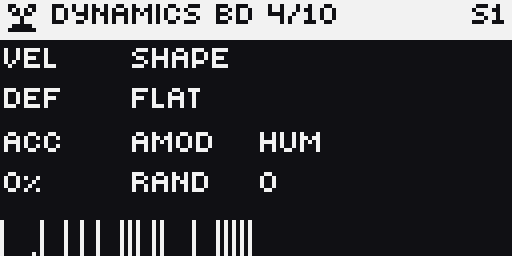 DYNAMICS BD 4/10 S1
VEL SHAPE
DEF FLAT
ACC AMOD HUM
0% RAND 0